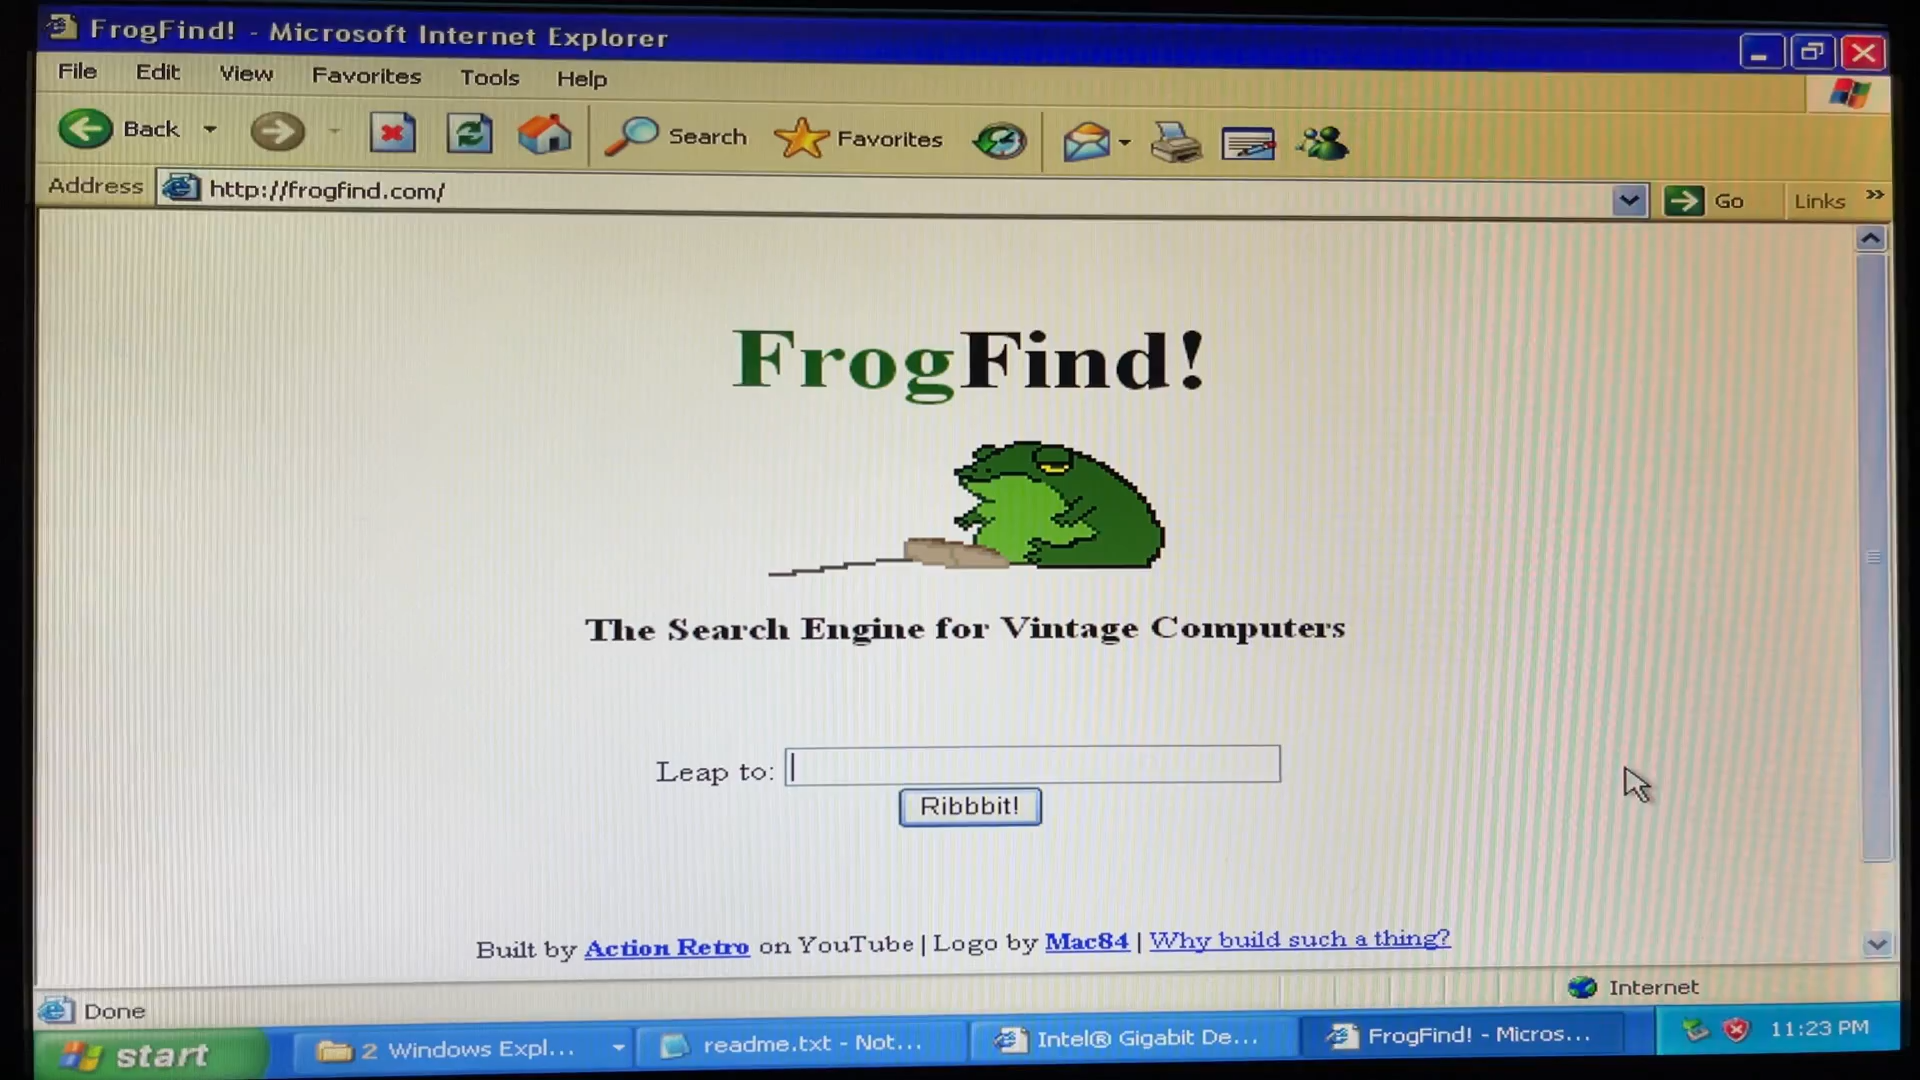 FrogFind! - Microsoft Internet Explorer
File Edit View Favorites Tools Help
Back Search Favorites
Address http://frogfind.com/ Go Links »
FrogFind!
The Search Engine for Vintage Computers
Leap to:
Ribbbit!
Built by Action Retro on YouTube | Logo by Mac84 | Why build such a thing?
Done Internet
start 2 Windows Expl... readme.txt - Not... Intel® Gigabit De... FrogFind! - Micros... 11:23 PM